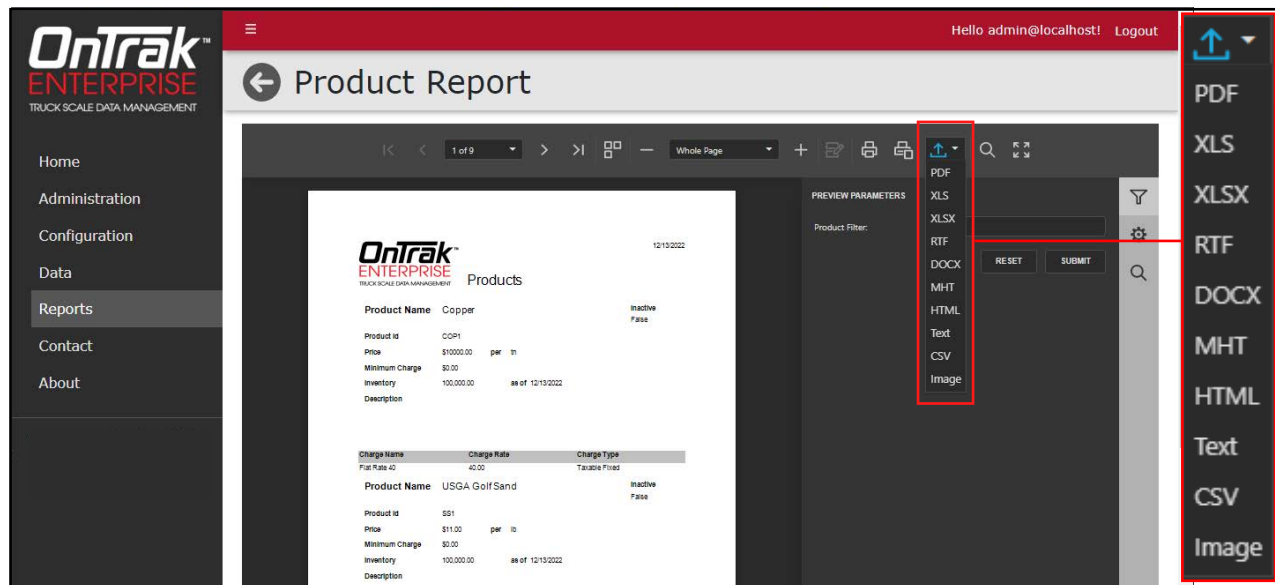 OnTrak™
ENTERPRISE
TRUCK SCALE DATA MANAGEMENT
Home
Administration
Configuration
Data
Reports
Contact
About
Hello admin@localhost! Logout
Product Report
1 of 9
Whole Page
PDF
XLS
XLSX
RTF
DOCX
MHT
HTML
Text
CSV
Image
PREVIEW PARAMETERS
Product Filter:
RESET SUBMIT
OnTrak™
ENTERPRISE
TRUCK SCALE DATA MANAGEMENT
12/13/2022
Products
Product Name Copper Inactive
False
Product Id COP1
Price $10000.00 per tn
Minimum Charge $0.00
Inventory 100,000.00 as of 12/13/2022
Description
Charge Name Charge Rate Charge Type
Flat Rate 40 40.00 Taxable Fixed
Product Name USGA Golf Sand Inactive
False
Product Id SS1
Price $11.00 per lb
Minimum Charge $0.00
Inventory 100,000.00 as of 12/13/2022
Description
PDF
XLS
XLSX
RTF
DOCX
MHT
HTML
Text
CSV
Image